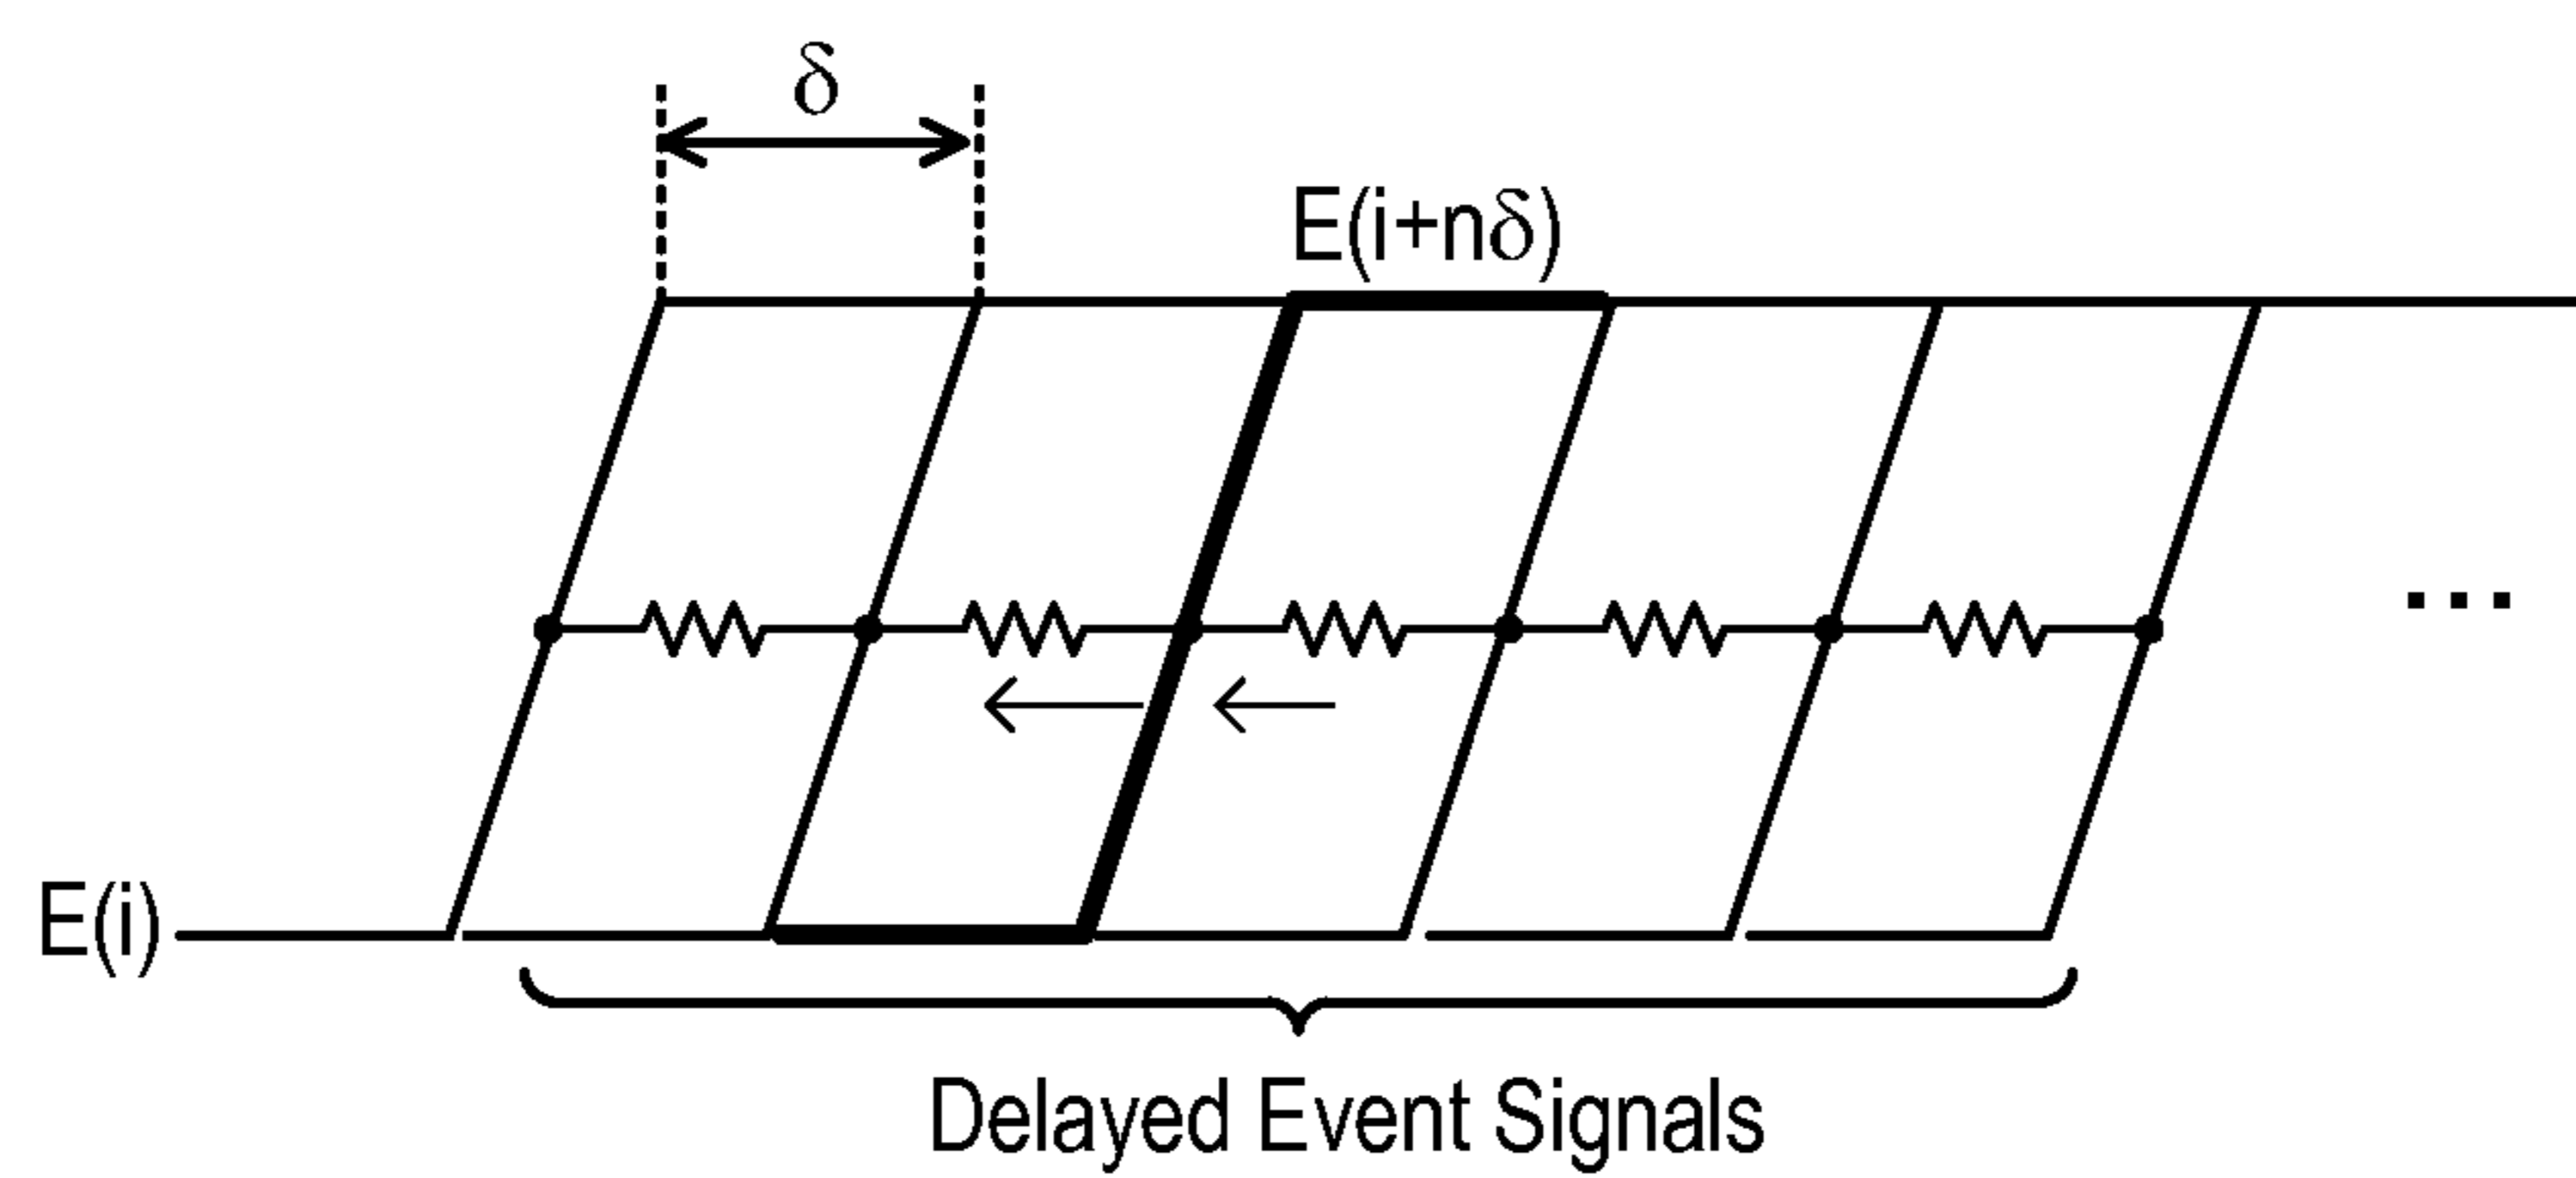 δ
E(i+nδ)
...
E(i)
Delayed Event Signals